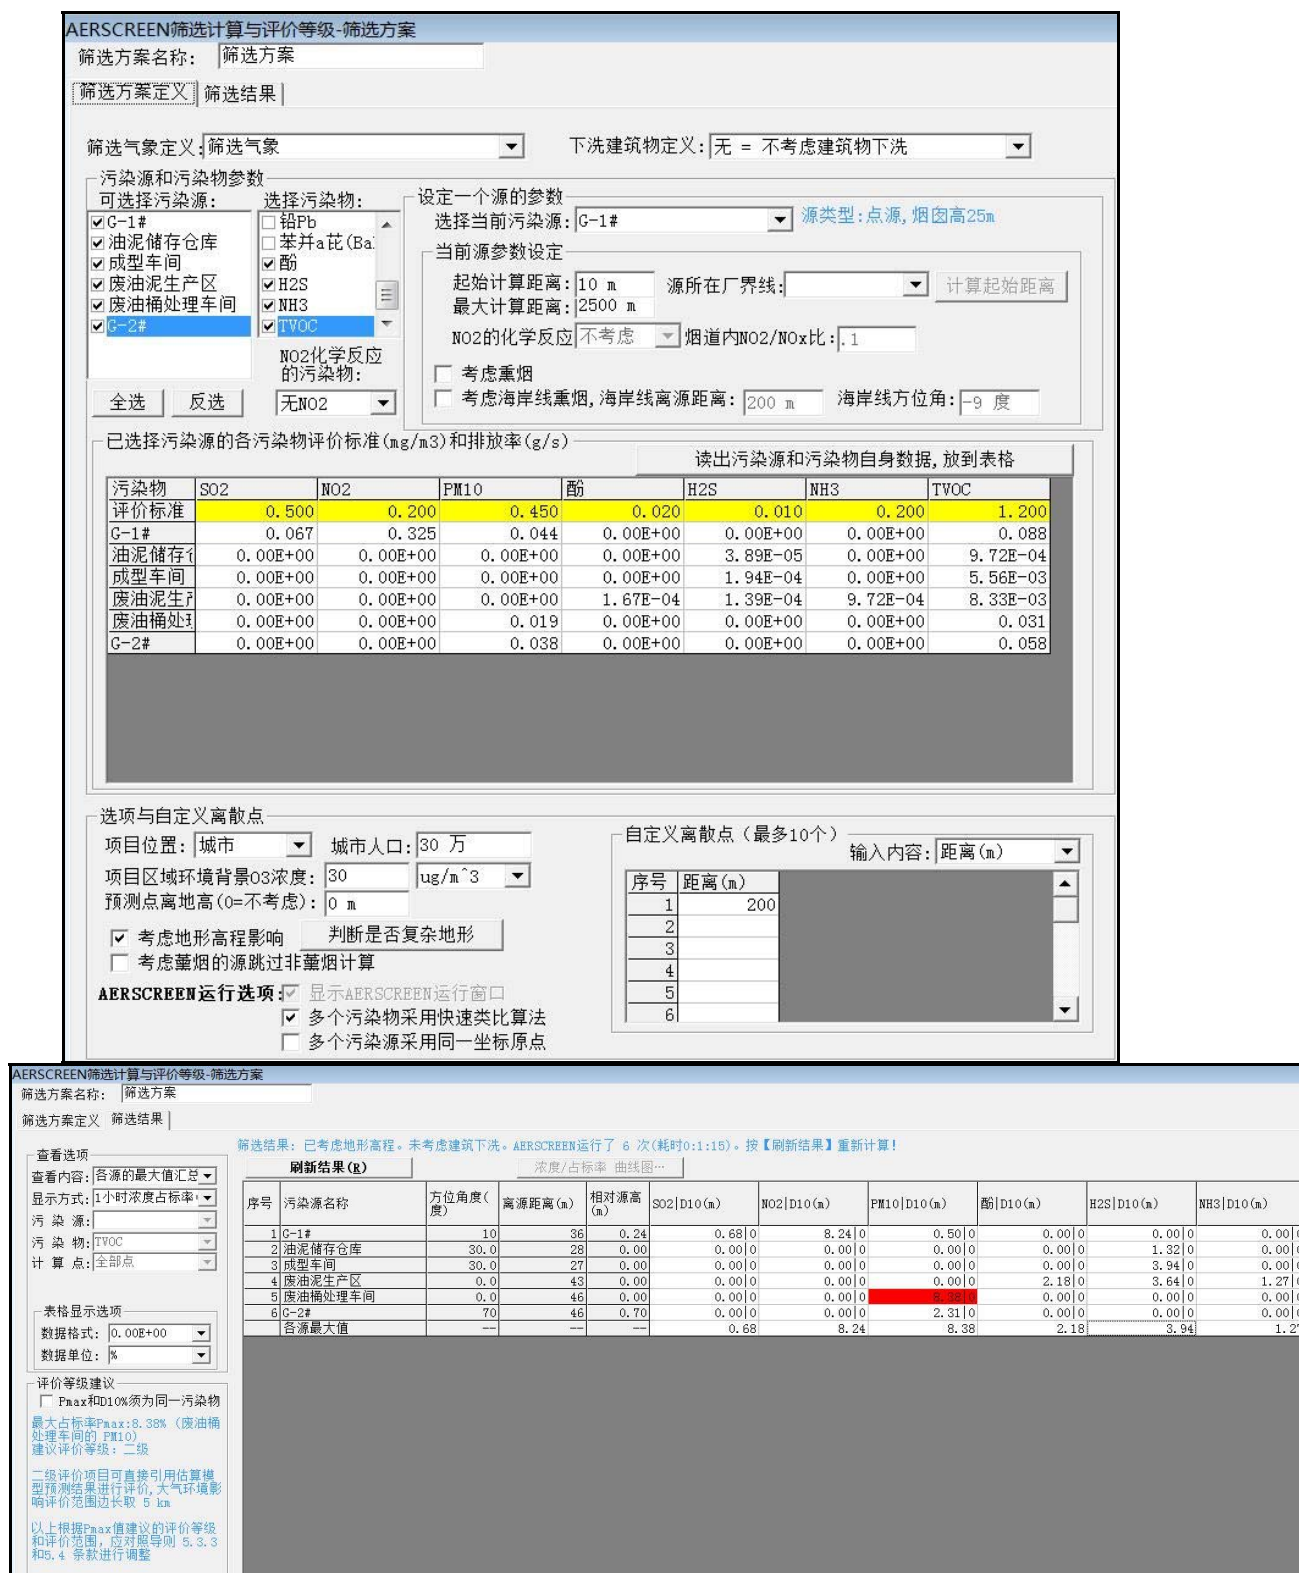 AERSCREEN筛选计算与评价等级-筛选方案
筛选方案名称: 筛选方案
筛选方案定义 筛选结果
筛选气象定义: 筛选气象 下洗建筑物定义: 无 = 不考虑建筑物下洗
污染源和污染物参数
可选择污染源: 选择污染物: 设定一个源的参数
G-1# 铅Pb 选择当前污染源: G-1# 源类型:点源,烟囱高25m
油泥储存仓库 苯并a芘(Ba
成型车间 酚 当前源参数设定
废油泥生产区 H2S 起始计算距离: 10 m 源所在厂界线: 计算起始距离
废油桶处理车间 NH3 最大计算距离: 2500 m
G-2# TVOC NO2的化学反应 不考虑 烟道内NO2/NOx比: .1
NO2化学反应的污染物: 考虑熏烟
全选 反选 无NO2 考虑海岸线熏烟,海岸线离源距离: 200 m 海岸线方位角: -9 度
已选择污染源的各污染物评价标准(mg/m3)和排放率(g/s)
读出污染源和污染物自身数据,放到表格
污染物 SO2 NO2 PM10 酚 H2S NH3 TVOC
评价标准 0.500 0.200 0.450 0.020 0.010 0.200 1.200
G-1# 0.067 0.325 0.044 0.00E+00 0.00E+00 0.00E+00 0.088
油泥储存 0.00E+00 0.00E+00 0.00E+00 0.00E+00 3.89E-05 0.00E+00 9.72E-04
成型车间 0.00E+00 0.00E+00 0.00E+00 0.00E+00 1.94E-04 0.00E+00 5.56E-03
废油泥生 0.00E+00 0.00E+00 0.00E+00 1.67E-04 1.39E-04 9.72E-04 8.33E-03
废油桶处 0.00E+00 0.00E+00 0.019 0.00E+00 0.00E+00 0.00E+00 0.031
G-2# 0.00E+00 0.00E+00 0.038 0.00E+00 0.00E+00 0.00E+00 0.058
选项与自定义离散点
项目位置: 城市 城市人口: 30 万 自定义离散点(最多10个)
输入内容: 距离(m)
项目区域环境背景O3浓度: 30 ug/m^3 序号 距离(m)
预测点离地高(0=不考虑): 0 m 1 200
2
考虑地形高程影响 判断是否复杂地形 3
考虑薰烟的源跳过非薰烟计算 4
AERSCREEN运行选项: 显示AERSCREEN运行窗口 5
多个污染物采用快速类比算法 6
多个污染源采用同一坐标原点
AERSCREEN筛选计算与评价等级-筛选方案
筛选方案名称: 筛选方案
筛选方案定义 筛选结果
筛选结果: 已考虑地形高程。未考虑建筑下洗。AERSCREEN运行了 6 次(耗时0:1:15)。按【刷新结果】重新计算!
查看选项 刷新结果(R) 浓度/占标率 曲线图…
查看内容: 各源的最大值汇总
显示方式: 1小时浓度占标率
污 染 源:
污 染 物: TVOC
计 算 点: 全部点
序号 污染源名称 方位角度(度) 离源距离(m) 相对源高(m) SO2|D10(m) NO2|D10(m) PM10|D10(m) 酚|D10(m) H2S|D10(m) NH3|D10(m)
1 G-1# 10 36 0.24 0.68|0 8.24|0 0.50|0 0.00|0 0.00|0 0.00|
2 油泥储存仓库 30.0 28 0.00 0.00|0 0.00|0 0.00|0 0.00|0 1.32|0 0.00|
3 成型车间 30.0 27 0.00 0.00|0 0.00|0 0.00|0 0.00|0 3.94|0 0.00|
4 废油泥生产区 0.0 43 0.00 0.00|0 0.00|0 0.00|0 2.18|0 3.64|0 1.27|
5 废油桶处理车间 0.0 46 0.00 0.00|0 0.00|0 8.38|0 0.00|0 0.00|0 0.00|
6 G-2# 70 46 0.70 0.00|0 0.00|0 2.31|0 0.00|0 0.00|0 0.00|
各源最大值 -- -- -- 0.68 8.24 8.38 2.18 3.94 1.2
表格显示选项
数据格式: 0.00E+00
数据单位: %
评价等级建议
Pmax和D10%须为同一污染物
最大占标率Pmax:8.38% (废油桶
处理车间的 PM10)
建议评价等级: 二级
二级评价项目可直接引用估算模
型预测结果进行评价,大气环境影
响评价范围边长取 5 km
以上根据Pmax值建议的评价等级
和评价范围,应对照导则 5.3.3
和5.4 条款进行调整